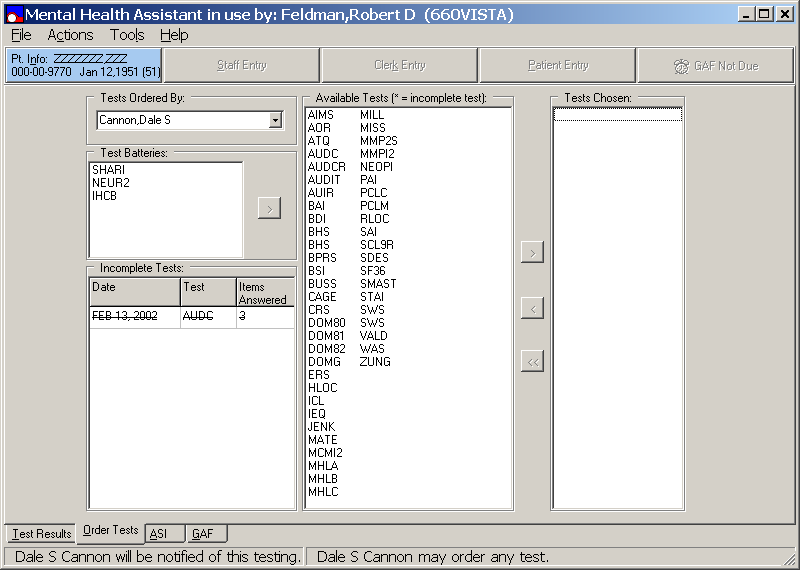 Mental Health Assistant in use by: Feldman,Robert D (660VISTA)
File Actions Tools Help
Pt. Info: ZZZZZZZZ,ZZZ
000-00-9770 Jan 12,1951 (51)
Staff Entry
Clerk Entry
Patient Entry
GAF Not Due
Tests Ordered By:
Cannon,Dale S
Test Batteries:
SHARI
NEUR2
IHCB
>
Incomplete Tests:
Date Test Items Answered
FEB 13, 2002 AUDC 3
Available Tests (* = incomplete test):
AIMS MILL
AOR MISS
ATQ MMP2S
AUDC MMPI2
AUDCR NEOPI
AUDIT PAI
AUIR PCLC
BAI PCLM
BDI RLOC
BHS SAI
BHS SCL9R
BPRS SDES
BSI SF36
BUSS SMAST
CAGE STAI
CRS SWS
DOM80 SWS
DOM81 VALD
DOM82 WAS
DOMG ZUNG
ERS
HLOC
ICL
IEQ
JENK
MATE
MCMI2
MHLA
MHLB
MHLC
>
<
<<
Tests Chosen:
Test Results Order Tests ASI GAF
Dale S Cannon will be notified of this testing. Dale S Cannon may order any test.